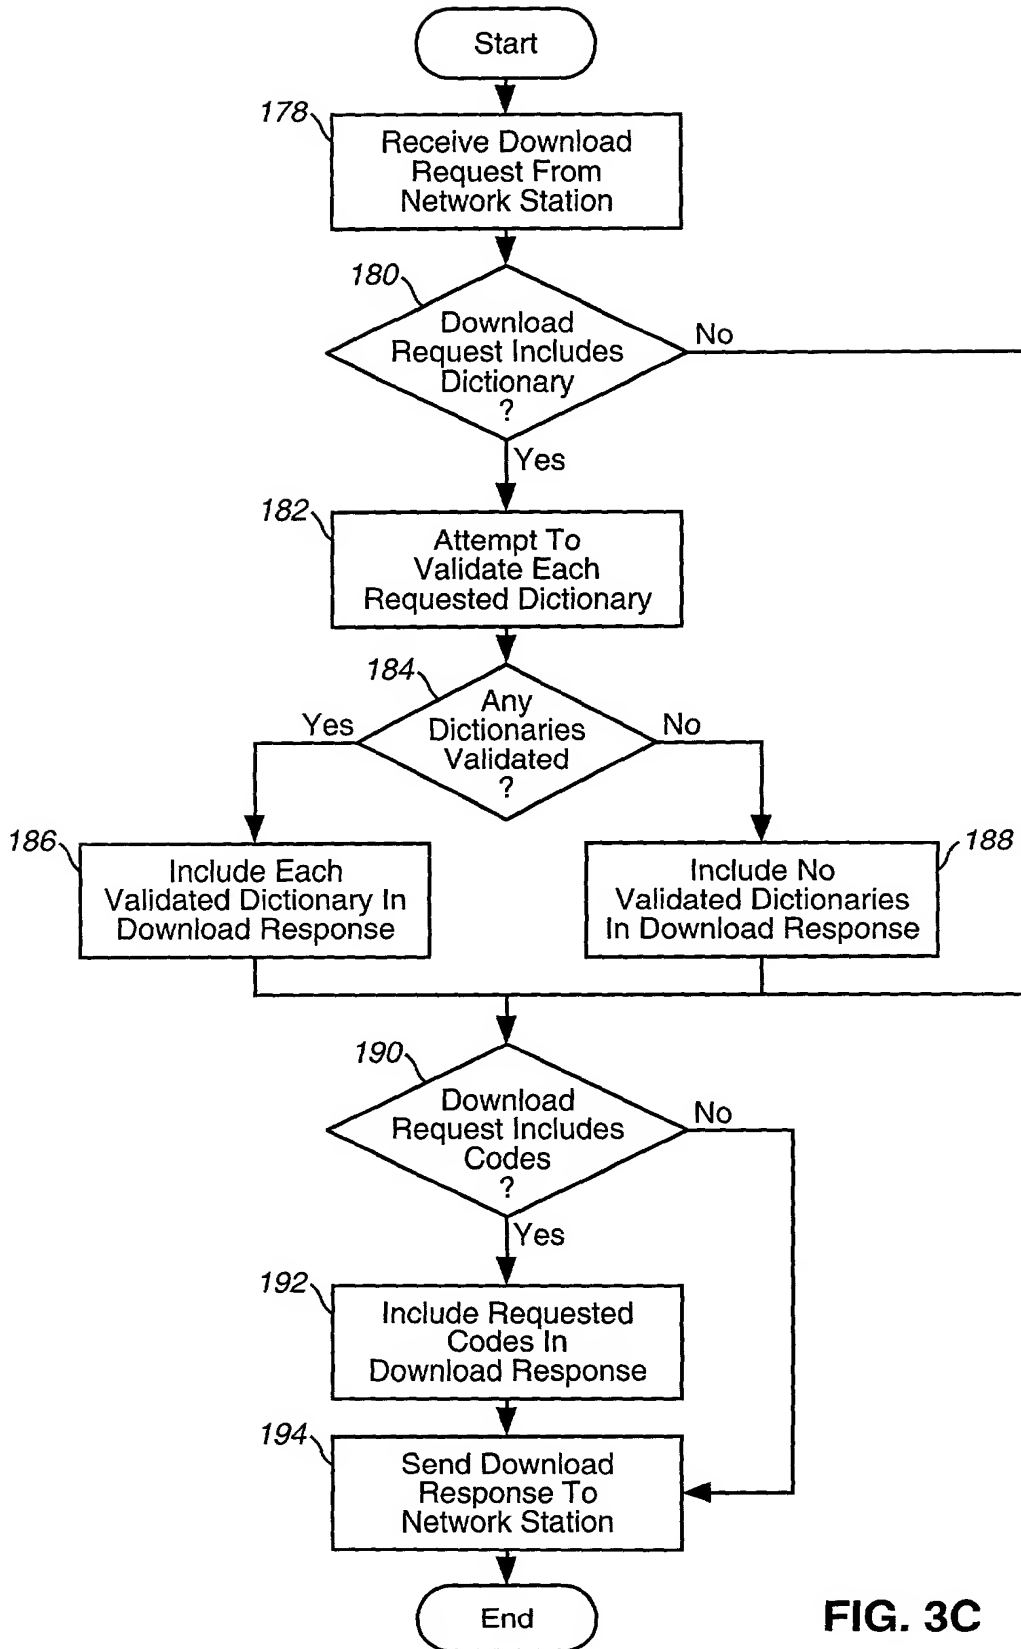 Start
178
Receive Download
Request From
Network Station
180
Download
Request Includes
Dictionary
?
No
Yes
182
Attempt To
Validate Each
Requested Dictionary
184
Any
Dictionaries
Validated
?
Yes
No
186
Include Each
Validated Dictionary In
Download Response
188
Include No
Validated Dictionaries
In Download Response
190
Download
Request Includes
Codes
?
No
Yes
192
Include Requested
Codes In
Download Response
194
Send Download
Response To
Network Station
End
FIG. 3C